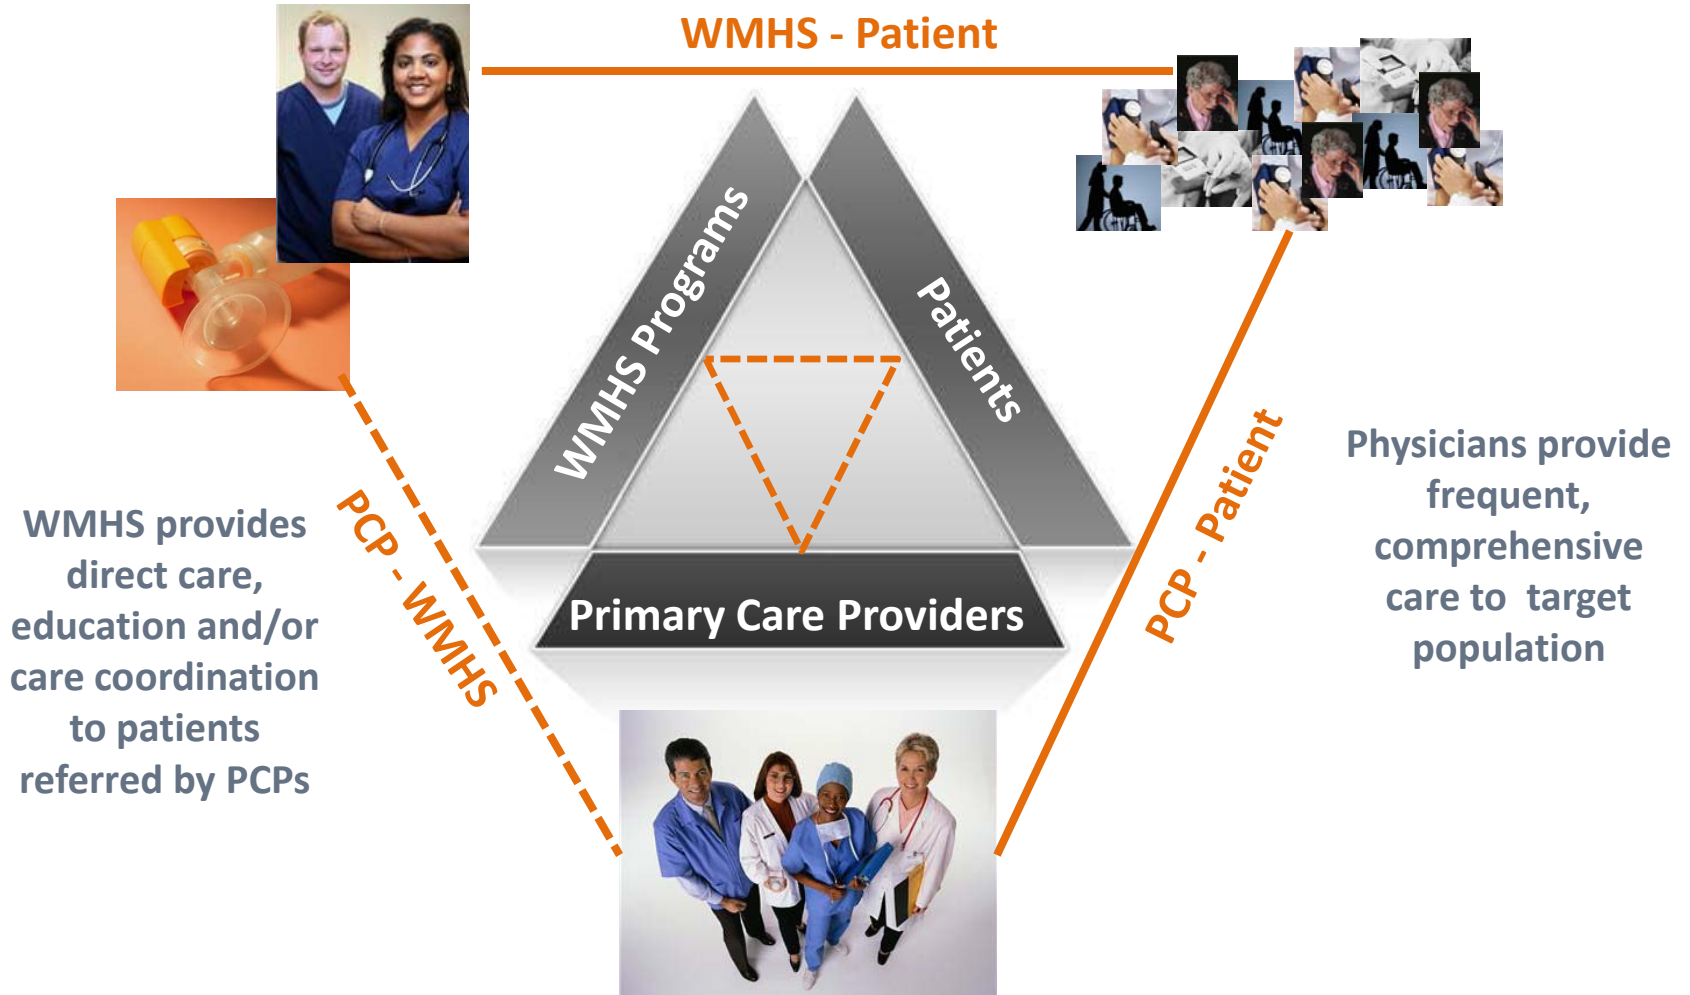 WMHS - Patient
WMHS Programs
Patients
Primary Care Providers
PCP - WMHS
PCP - Patient
WMHS provides
direct care,
education and/or
care coordination
to patients
referred by PCPs
Physicians provide
frequent,
comprehensive
care to  target
population